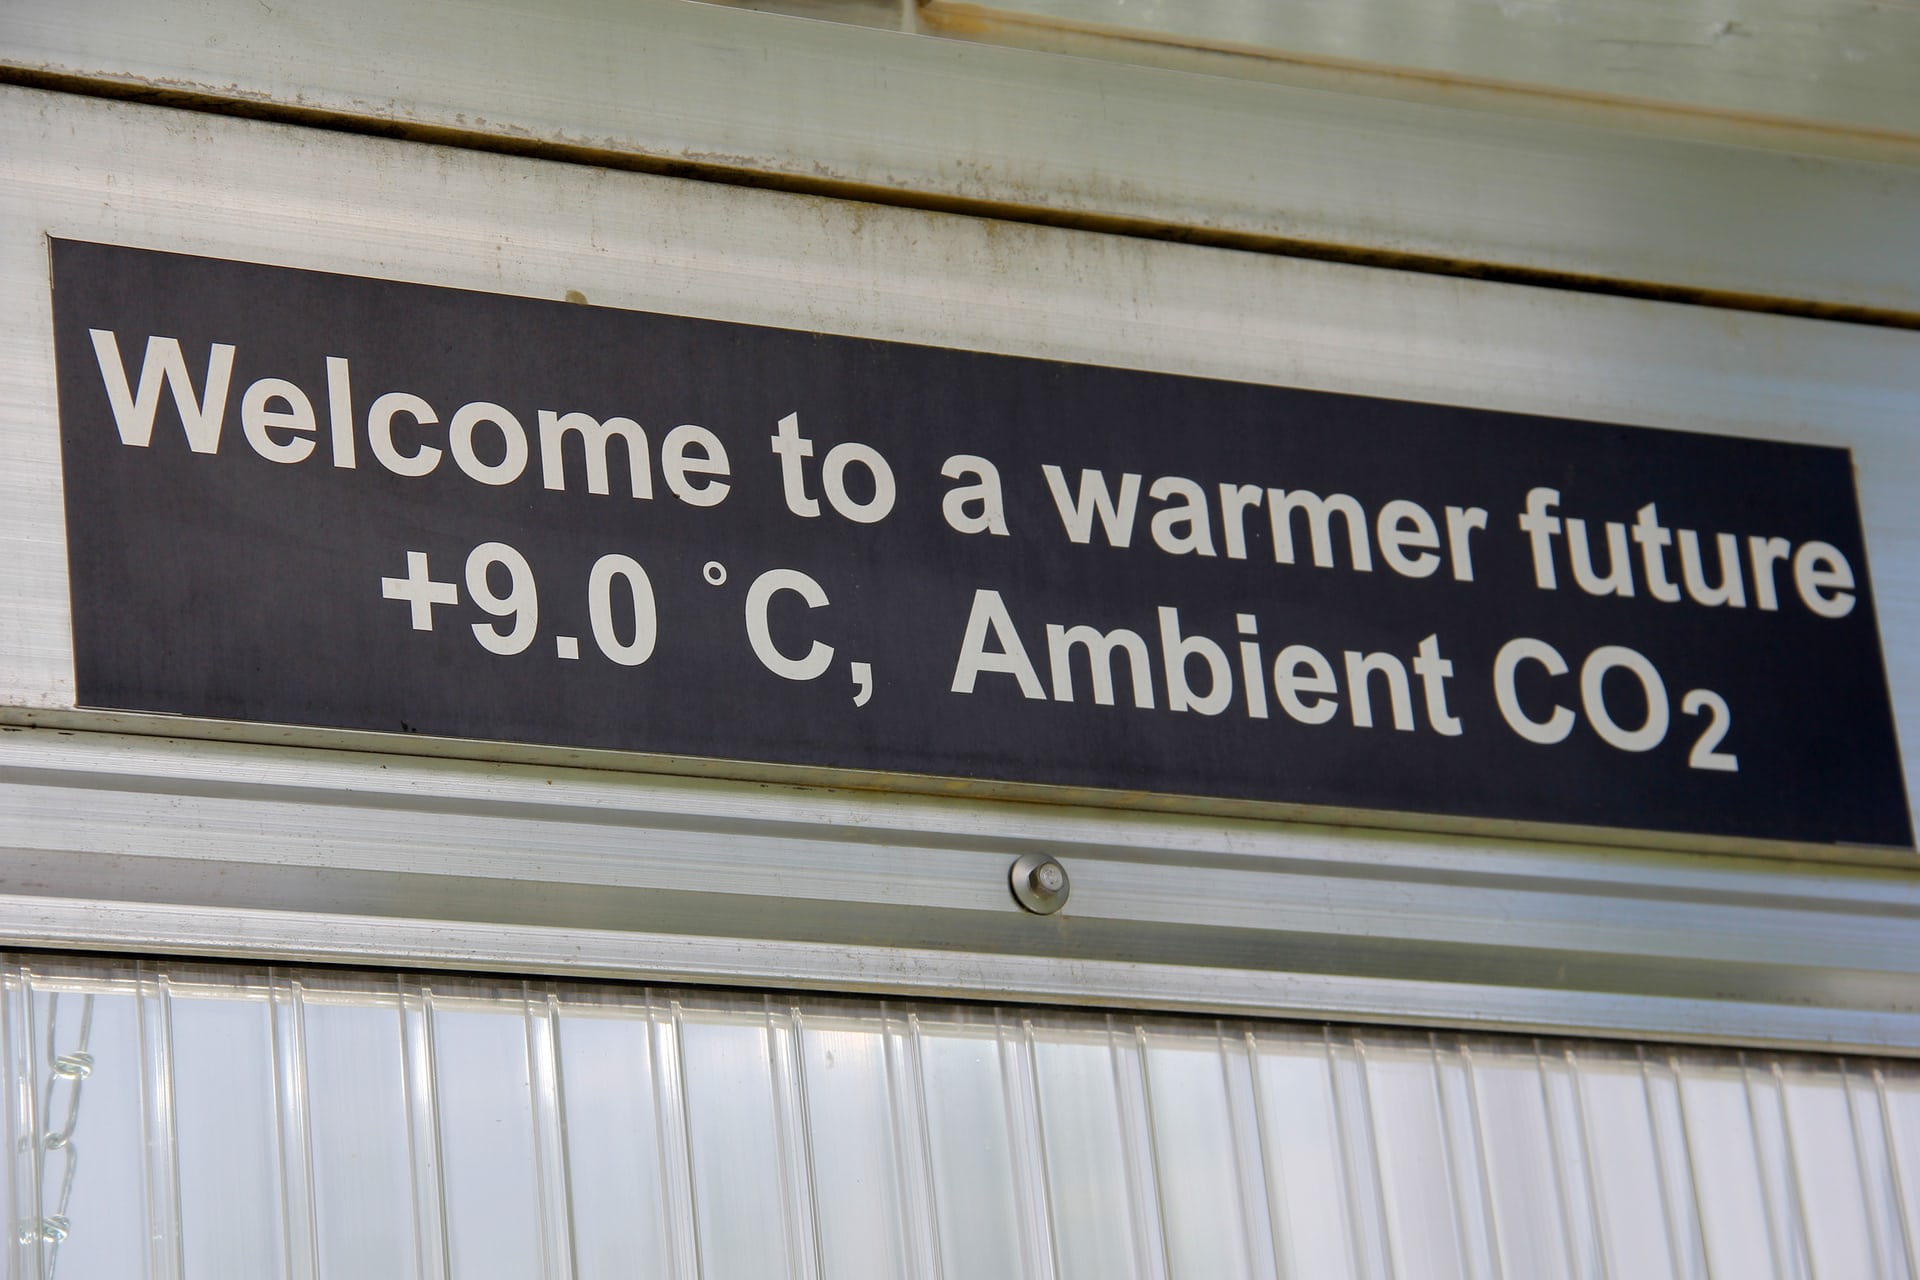 Welcome to a warmer future
+9.0 °C, Ambient CO2